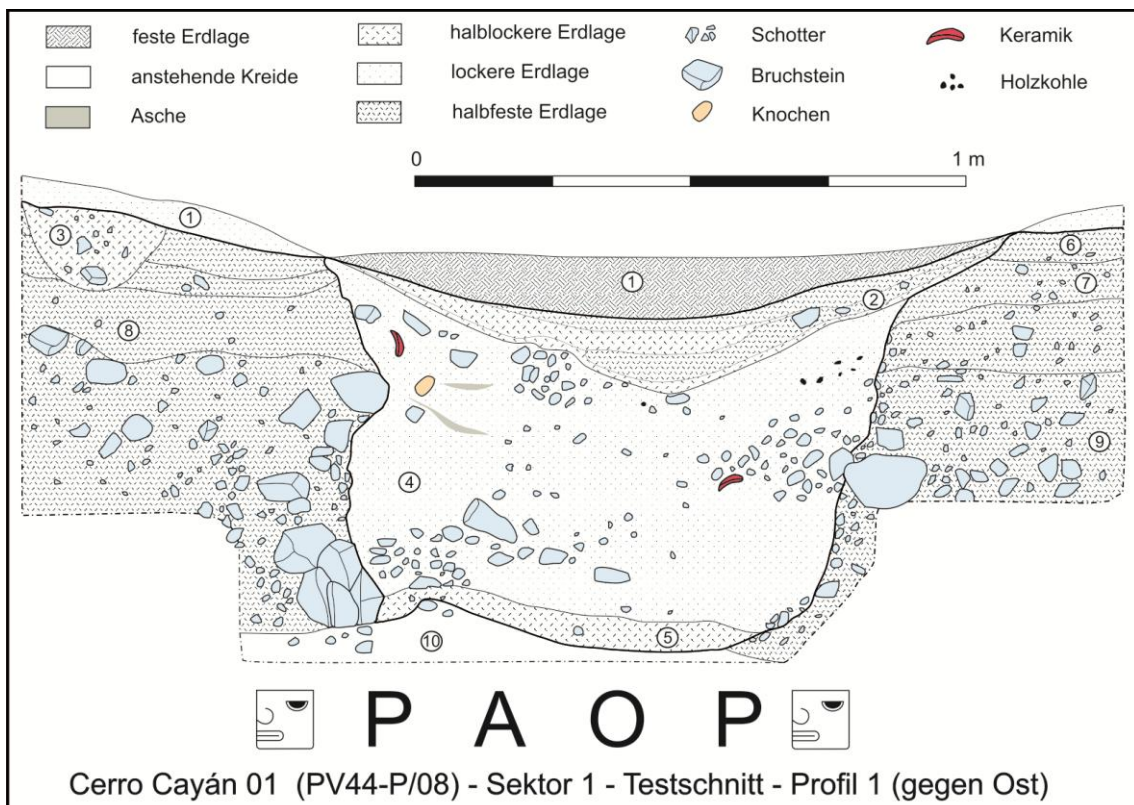 feste Erdlage
anstehende Kreide
Asche
halblockere Erdlage
lockere Erdlage
halbfeste Erdlage
Schotter
Bruchstein
Knochen
Keramik
Holzkohle
0 1 m
1
3
1
2
6
7
8
9
4
10
5
P A O P
Cerro Cayán 01 (PV44-P/08) - Sektor 1 - Testschnitt - Profil 1 (gegen Ost)